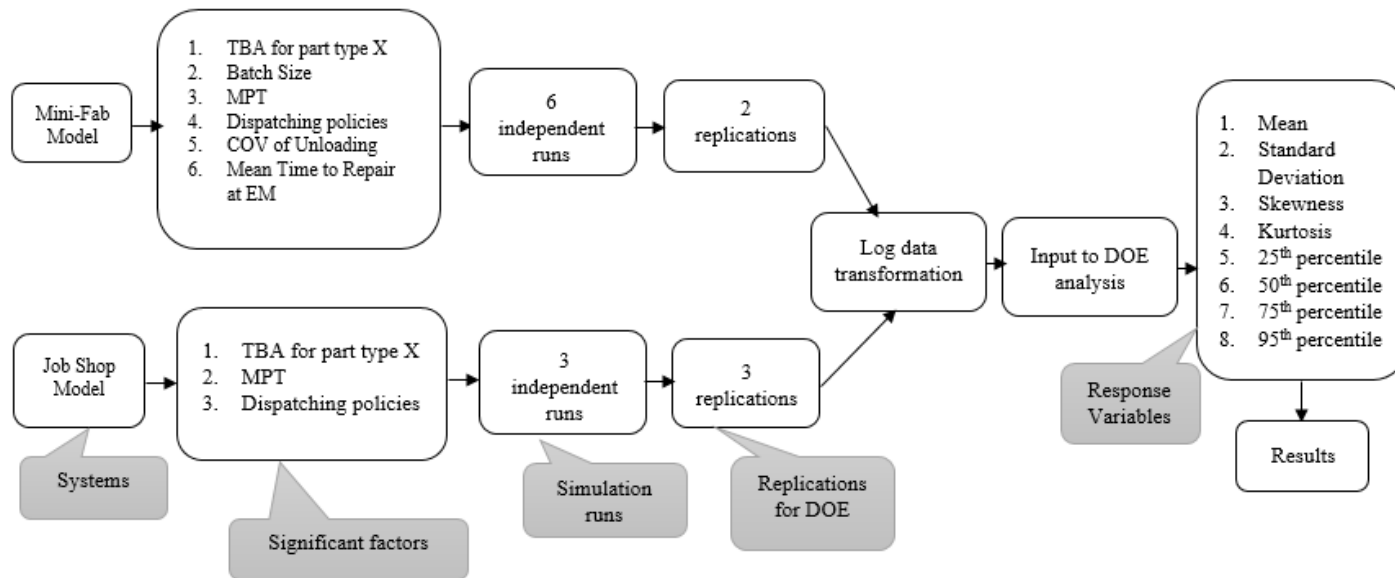 Mini-Fab
Model
1. TBA for part type X
2. Batch Size
3. MPT
4. Dispatching policies
5. COV of Unloading
6. Mean Time to Repair
at EM
6
independent
runs
2
replications
Job Shop
Model
1. TBA for part type X
2. MPT
3. Dispatching policies
3
independent
runs
3
replications
Log data
transformation
Input to DOE
analysis
1. Mean
2. Standard
Deviation
3. Skewness
4. Kurtosis
5. 25th percentile
6. 50th percentile
7. 75th percentile
8. 95th percentile
Results
Systems
Significant factors
Simulation
runs
Replications
for DOE
Response
Variables